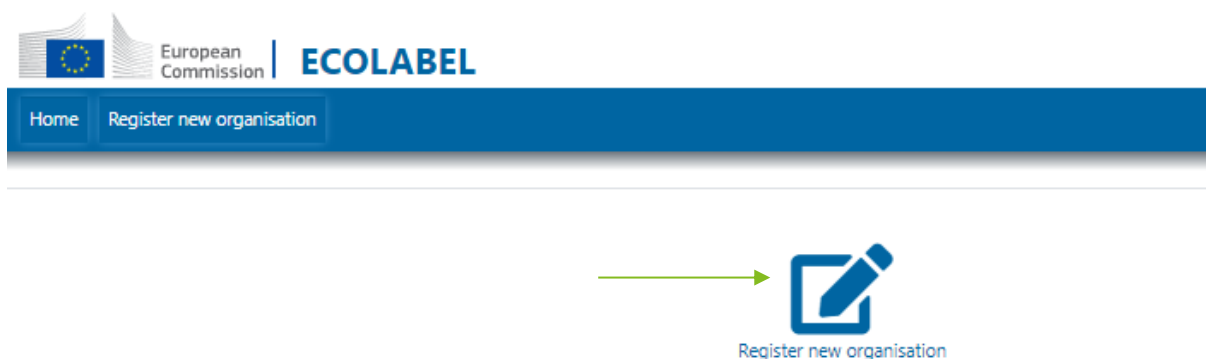 European
Commission
ECOLABEL
Home Register new organisation
Register new organisation